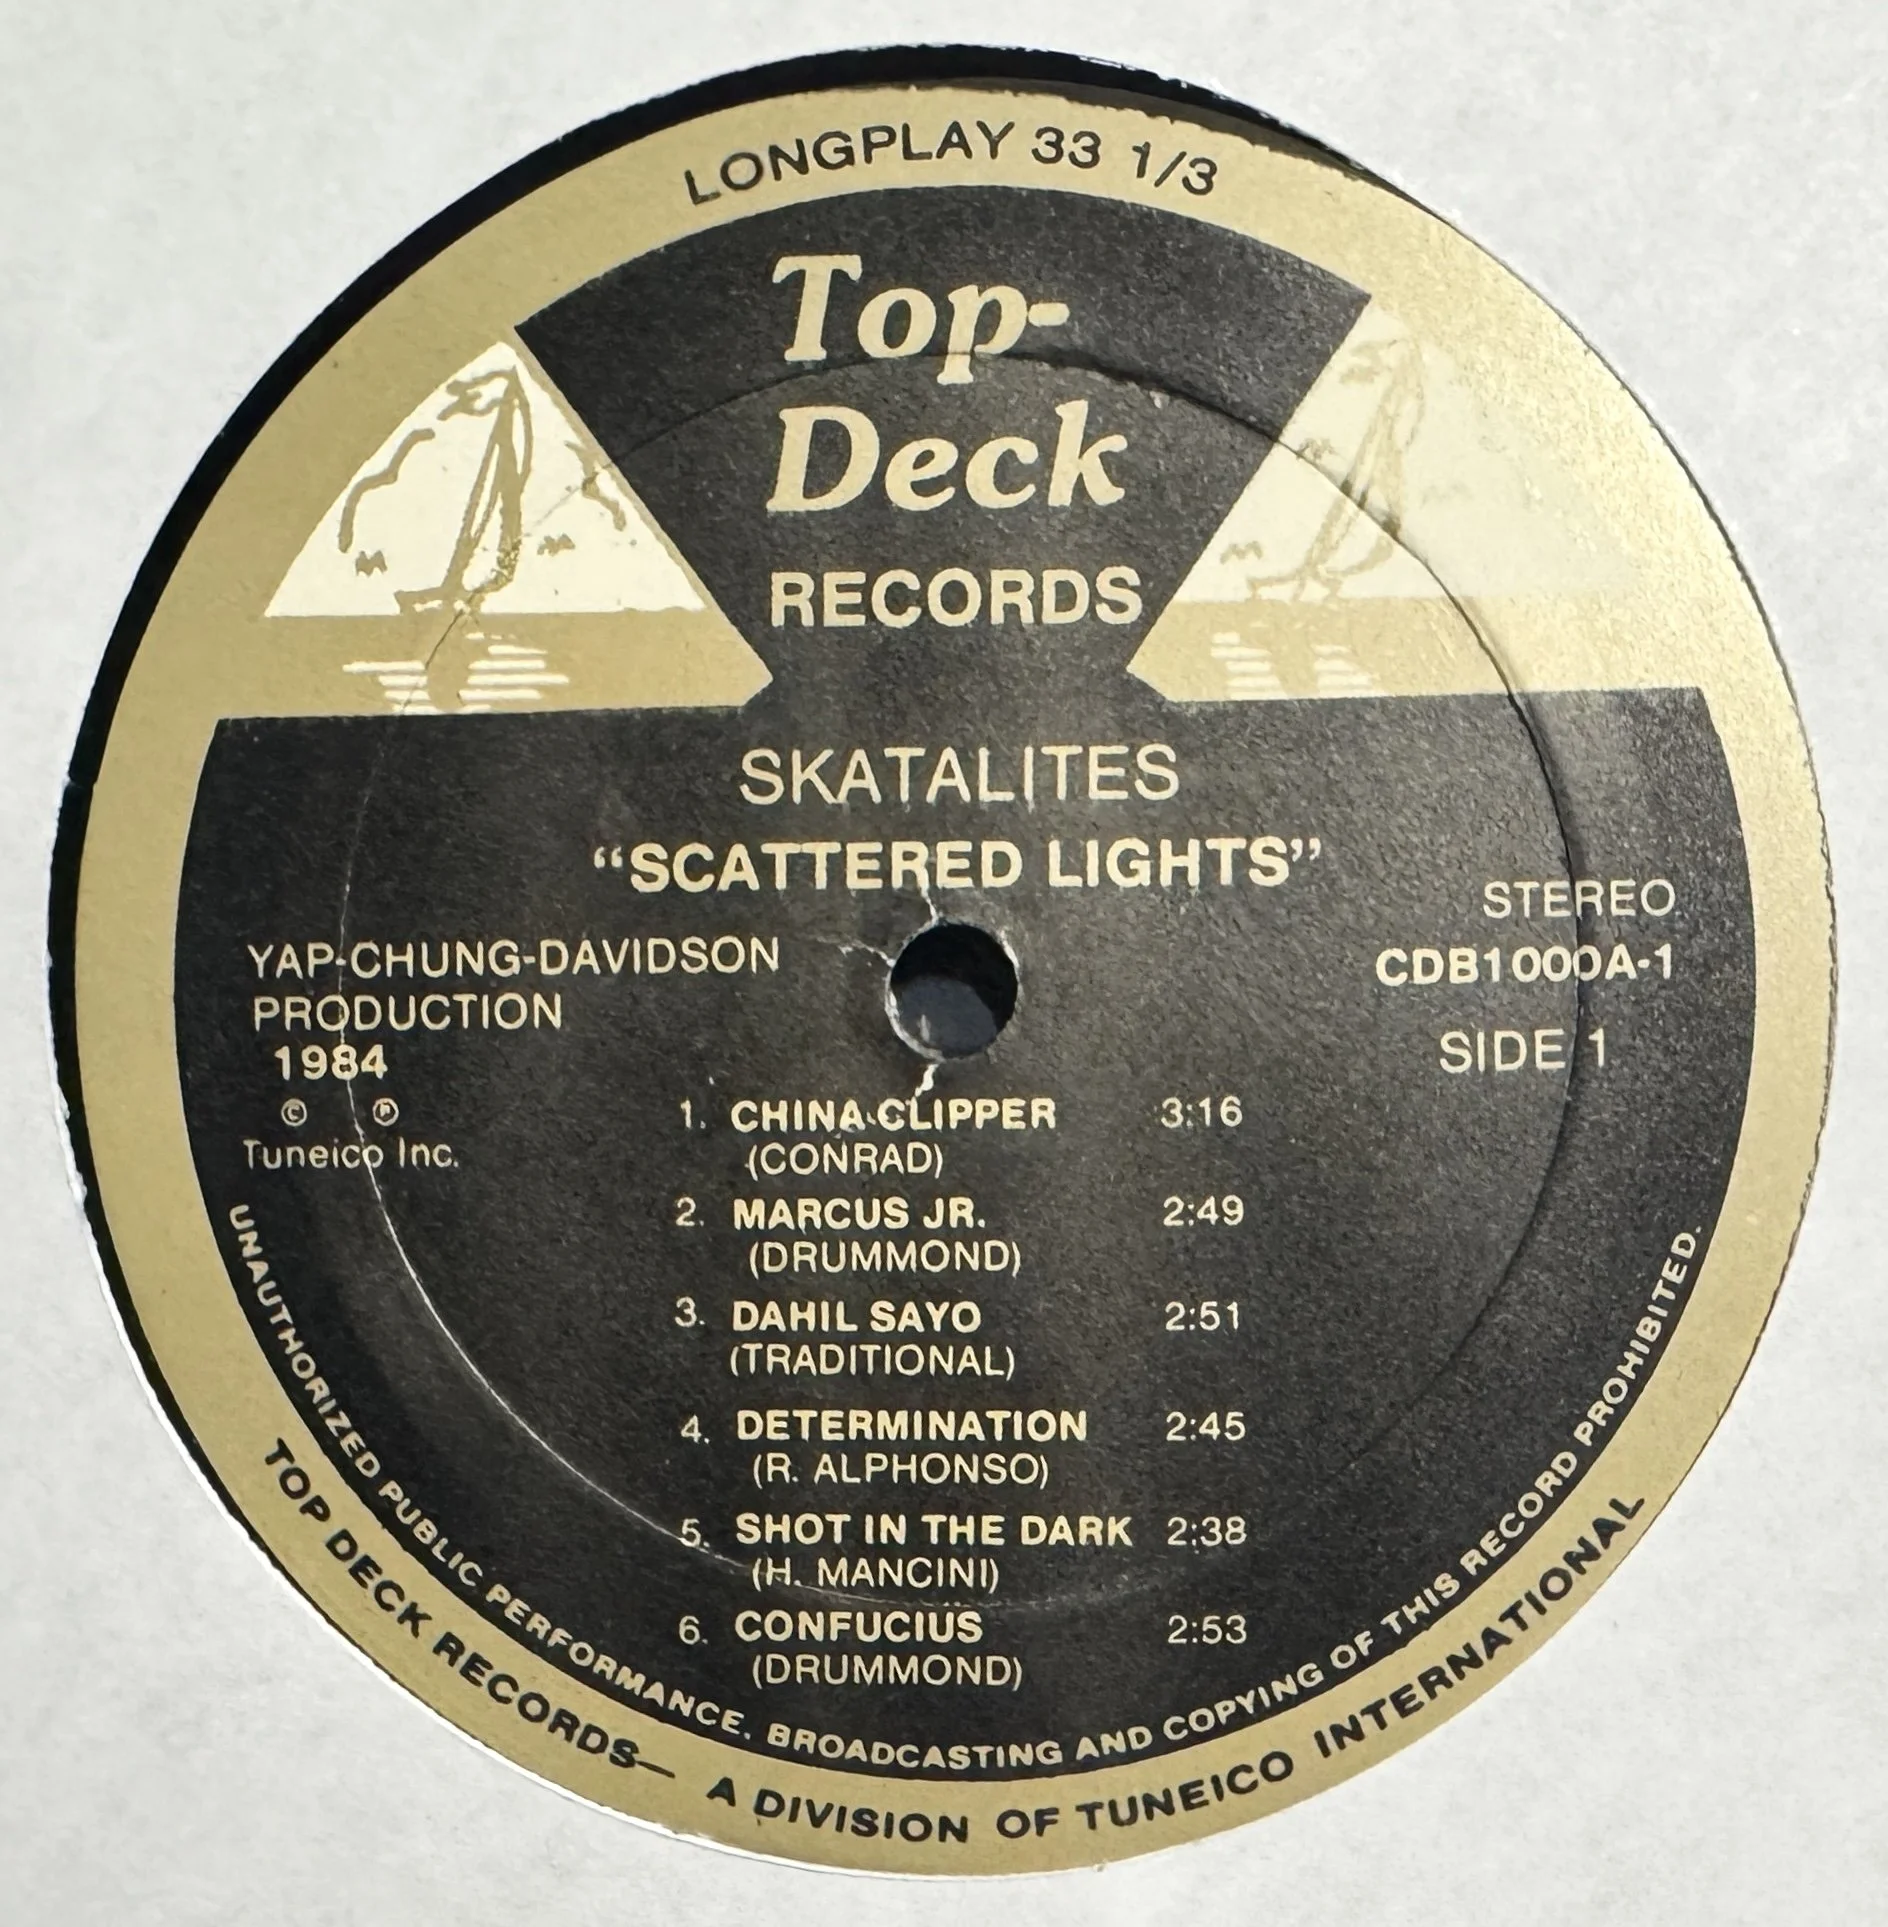 LONGPLAY 33 1/3
Top-
Deck
RECORDS
SKATALITES
“SCATTERED LIGHTS”
STEREO
CDB1000A-1
SIDE 1
YAP-CHUNG-DAVIDSON
PRODUCTION
1984
© ℗
Tuneico Inc.
1. CHINA CLIPPER 3:16
(CONRAD)
2. MARCUS JR. 2:49
(DRUMMOND)
3. DAHIL SAYO 2:51
(TRADITIONAL)
4. DETERMINATION 2:45
(R. ALPHONSO)
5. SHOT IN THE DARK 2:38
(H. MANCINI)
6. CONFUCIUS 2:53
(DRUMMOND)
UNAUTHORIZED PUBLIC PERFORMANCE. BROADCASTING AND COPYING OF THIS RECORD PROHIBITED.
TOP DECK RECORDS— A DIVISION OF TUNEICO INTERNATIONAL